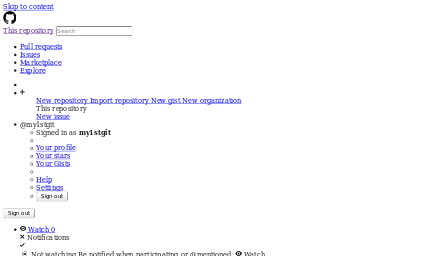 Skip to content
This repository Search
Pull requests
Issues
Marketplace
Explore
+
New repository Import repository New gist New organization
This repository
New issue
@my1stgit
Signed in as my1stgit
Your profile
Your stars
Your Gists
Help
Settings
Sign out
Sign out
Watch 0
Notifications
Not watching Be notified when participating or @mentioned. Watch